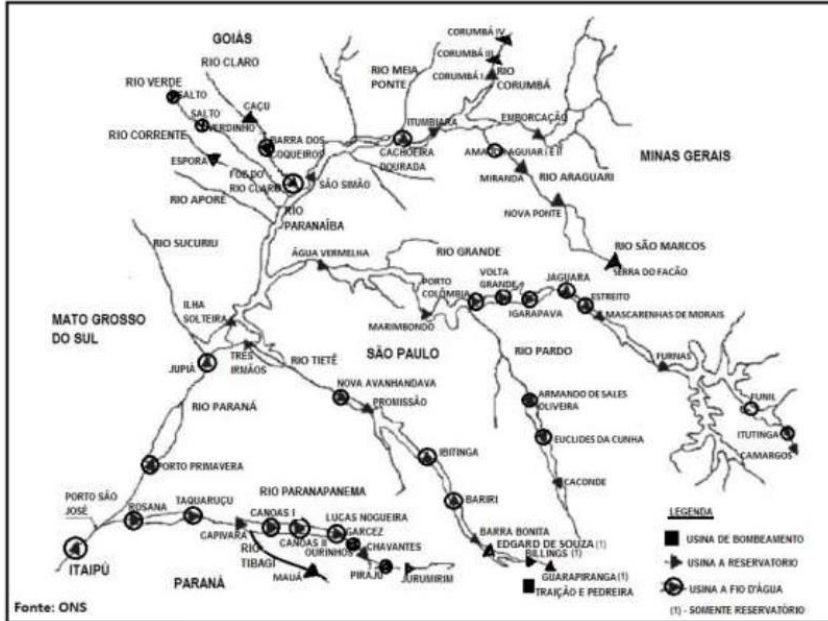 GOIÁS
CORUMBÁ IV
CORUMBÁ III
CORUMBÁ I
RIO
CORUMBÁ
RIO CLARO
RIO MEIA
PONTE
RIO VERDE
SALTO
SALTO
VERDINHO
CAÇU
ITUMBIARA
EMBORCAÇÃO
RIO CORRENTE
BARRA DOS
COQUEIROS
CACHOEIRA
DOURADA
AMADOR AGUIAR I E II
MINAS GERAIS
ESPORA
FOZ DO
RIO CLARO
SÃO SIMÃO
MIRANDA
RIO ARAGUARI
RIO APORÉ
RIO
PARANAÍBA
NOVA PONTE
RIO SUCURIU
RIO GRANDE
RIO SÃO MARCOS
SERRA DO FACÃO
ÁGUA VERMELHA
PORTO
COLÔMBIA
VOLTA
GRANDE
JAGUARA
ESTREITO
IGARAPAVA
MASCARENHAS DE MORAIS
ILHA
SOLTEIRA
MARIMBONDO
MATO GROSSO
DO SUL
SÃO PAULO
TRÊS
IRMÃOS
RIO TIETÊ
RIO PARDO
FURNAS
JUPIÁ
NOVA AVANHANDAVA
PROMISSÃO
ARMANDO DE SALES
OLIVEIRA
FUNIL
RIO PARANÁ
EUCLIDES DA CUNHA
ITUTINGA
CAMARGOS
IBITINGA
PORTO PRIMAVERA
CACONDE
BARIRI
PORTO SÃO
JOSÉ
ROSANA
TAQUARUÇU
RIO PARANAPANEMA
CANOAS I
LUCAS NOGUEIRA
GARCEZ
LEGENDA
CAPIVARA
CANOAS II
OURINHOS
CHAVANTES
BARRA BONITA
EDGARD DE SOUZA (1)
BILLINGS (1)
USINA DE BOMBEAMENTO
RIO
TIBAGI
ITAIPÚ
PARANÁ
MAUÁ
PIRAJU
JURUMIRIM
GUARAPIRANGA (1)
TRAIÇÃO E PEDREIRA
USINA A RESERVATORIO
USINA A FIO D'ÁGUA
(1) - SOMENTE RESERVATÓRIO
Fonte: ONS